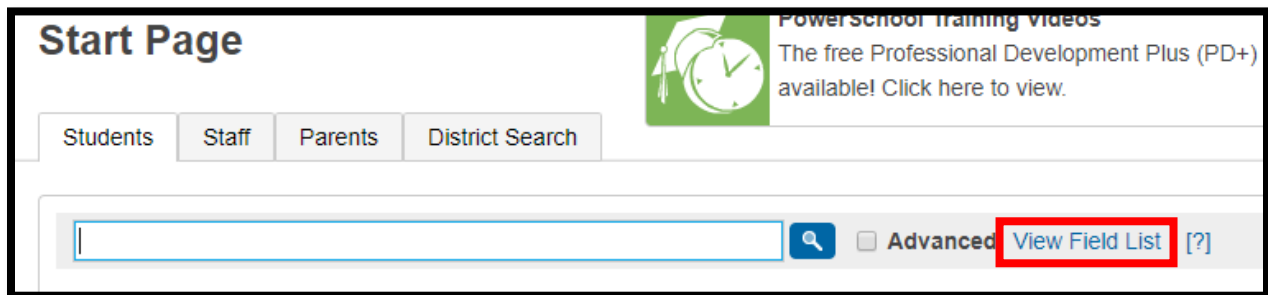 Start Page
PowerSchool Training Videos
The free Professional Development Plus (PD+)
available! Click here to view.
Students Staff Parents District Search
Advanced View Field List [?]